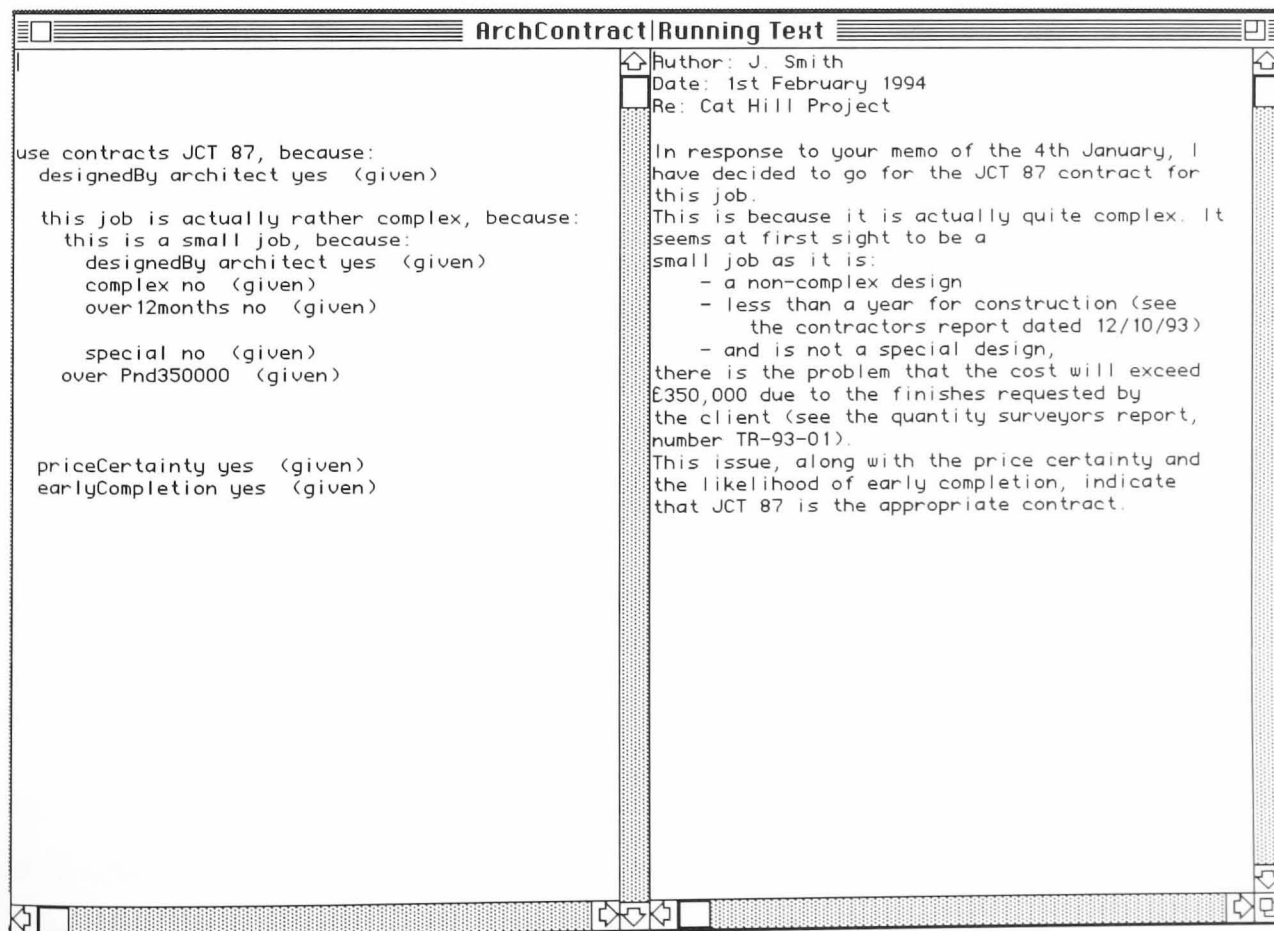 ArchContract|Running Text
use contracts JCT 87, because:
designedBy architect yes (given)
this job is actually rather complex, because:
this is a small job, because:
designedBy architect yes (given)
complex no (given)
over12months no (given)
special no (given)
over Pnd350000 (given)
priceCertainty yes (given)
earlyCompletion yes (given)
Author: J. Smith
Date: 1st February 1994
Re: Cat Hill Project
In response to your memo of the 4th January, I
have decided to go for the JCT 87 contract for
this job.
This is because it is actually quite complex. It
seems at first sight to be a
small job as it is:
- a non-complex design
- less than a year for construction (see
the contractors report dated 12/10/93)
- and is not a special design,
there is the problem that the cost will exceed
£350,000 due to the finishes requested by
the client (see the quantity surveyors report,
number TR-93-01).
This issue, along with the price certainty and
the likelihood of early completion, indicate
that JCT 87 is the appropriate contract.